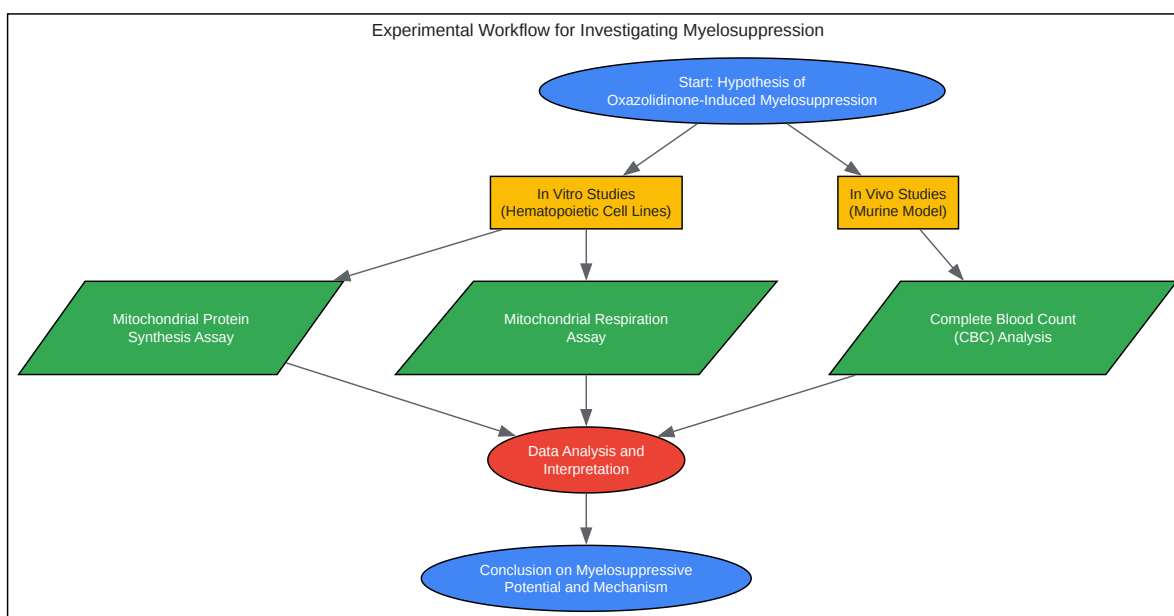 Experimental Workflow for Investigating Myelosuppression
Start: Hypothesis of
Oxazolidinone-Induced Myelosuppression
In Vitro Studies
(Hematopoietic Cell Lines)
In Vivo Studies
(Murine Model)
Mitochondrial Protein
Synthesis Assay
Mitochondrial Respiration
Assay
Complete Blood Count
(CBC) Analysis
Data Analysis and
Interpretation
Conclusion on Myelosuppressive
Potential and Mechanism